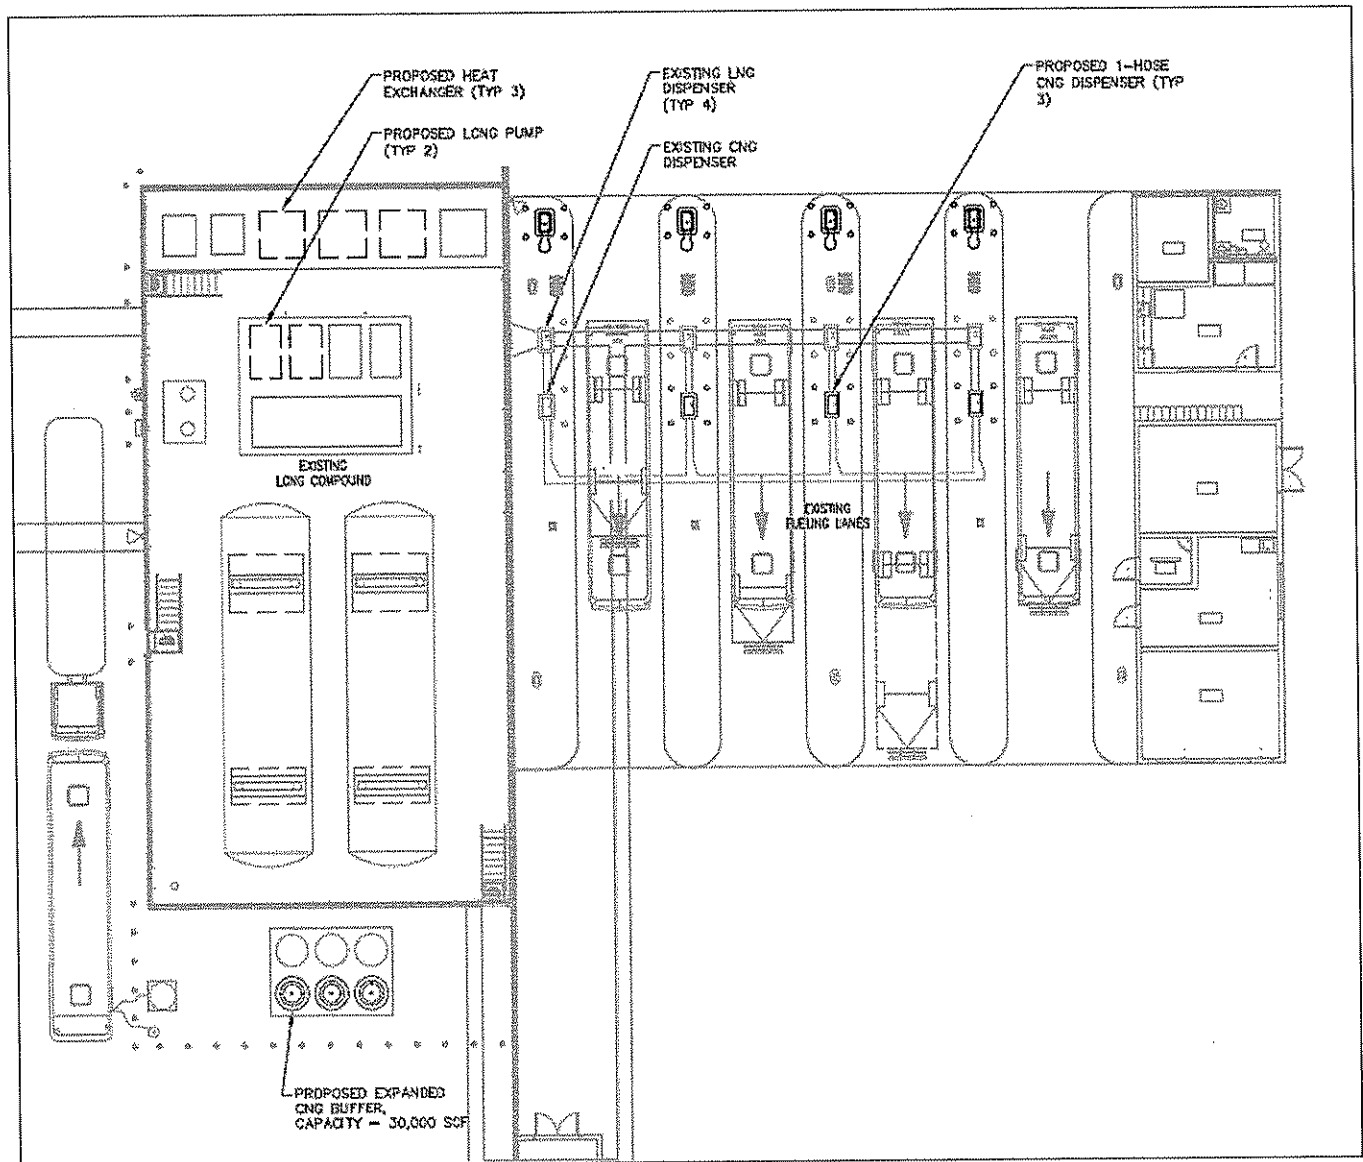 PROPOSED HEAT
EXCHANGER (TYP 3)
PROPOSED LCNG PUMP
(TYP 2)
EXISTING LNG
DISPENSER
(TYP 4)
EXISTING CNG
DISPENSER
PROPOSED 1-HOSE
CNG DISPENSER (TYP
3)
EXISTING
LCNG COMPOUND
EXISTING
FUELING LANES
PROPOSED EXPANDED
CNG BUFFER,
CAPACITY = 30,000 SCF